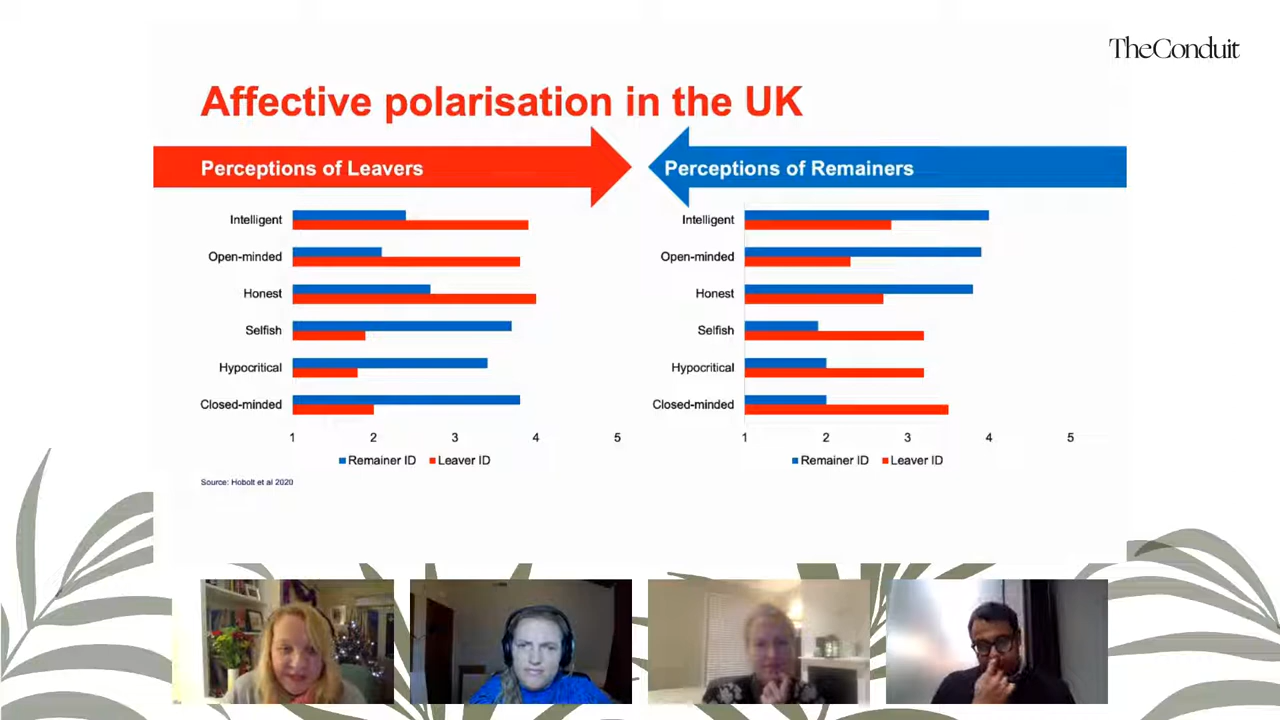 TheConduit
Affective polarisation in the UK
Perceptions of Leavers
Intelligent
Open-minded
Honest
Selfish
Hypocritical
Closed-minded
1 2 3 4 5
Remainer ID Leaver ID
Source: Hobolt et al 2020
Perceptions of Remainers
Intelligent
Open-minded
Honest
Selfish
Hypocritical
Closed-minded
1 2 3 4 5
Remainer ID Leaver ID